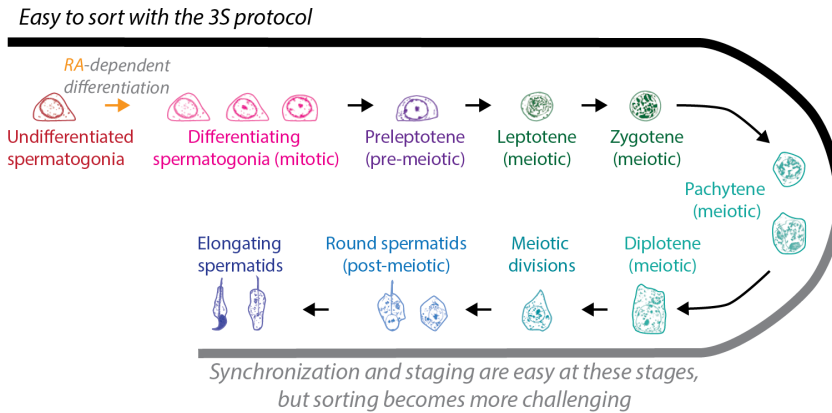 Easy to sort with the 3S protocol
RA-dependent
differentiation
Undifferentiated
spermatogonia
Differentiating
spermatogonia (mitotic)
Preleptotene
(pre-meiotic)
Leptotene
(meiotic)
Zygotene
(meiotic)
Pachytene
(meiotic)
Diplotene
(meiotic)
Meiotic
divisions
Round spermatids
(post-meiotic)
Elongating
spermatids
Synchronization and staging are easy at these stages,
but sorting becomes more challenging